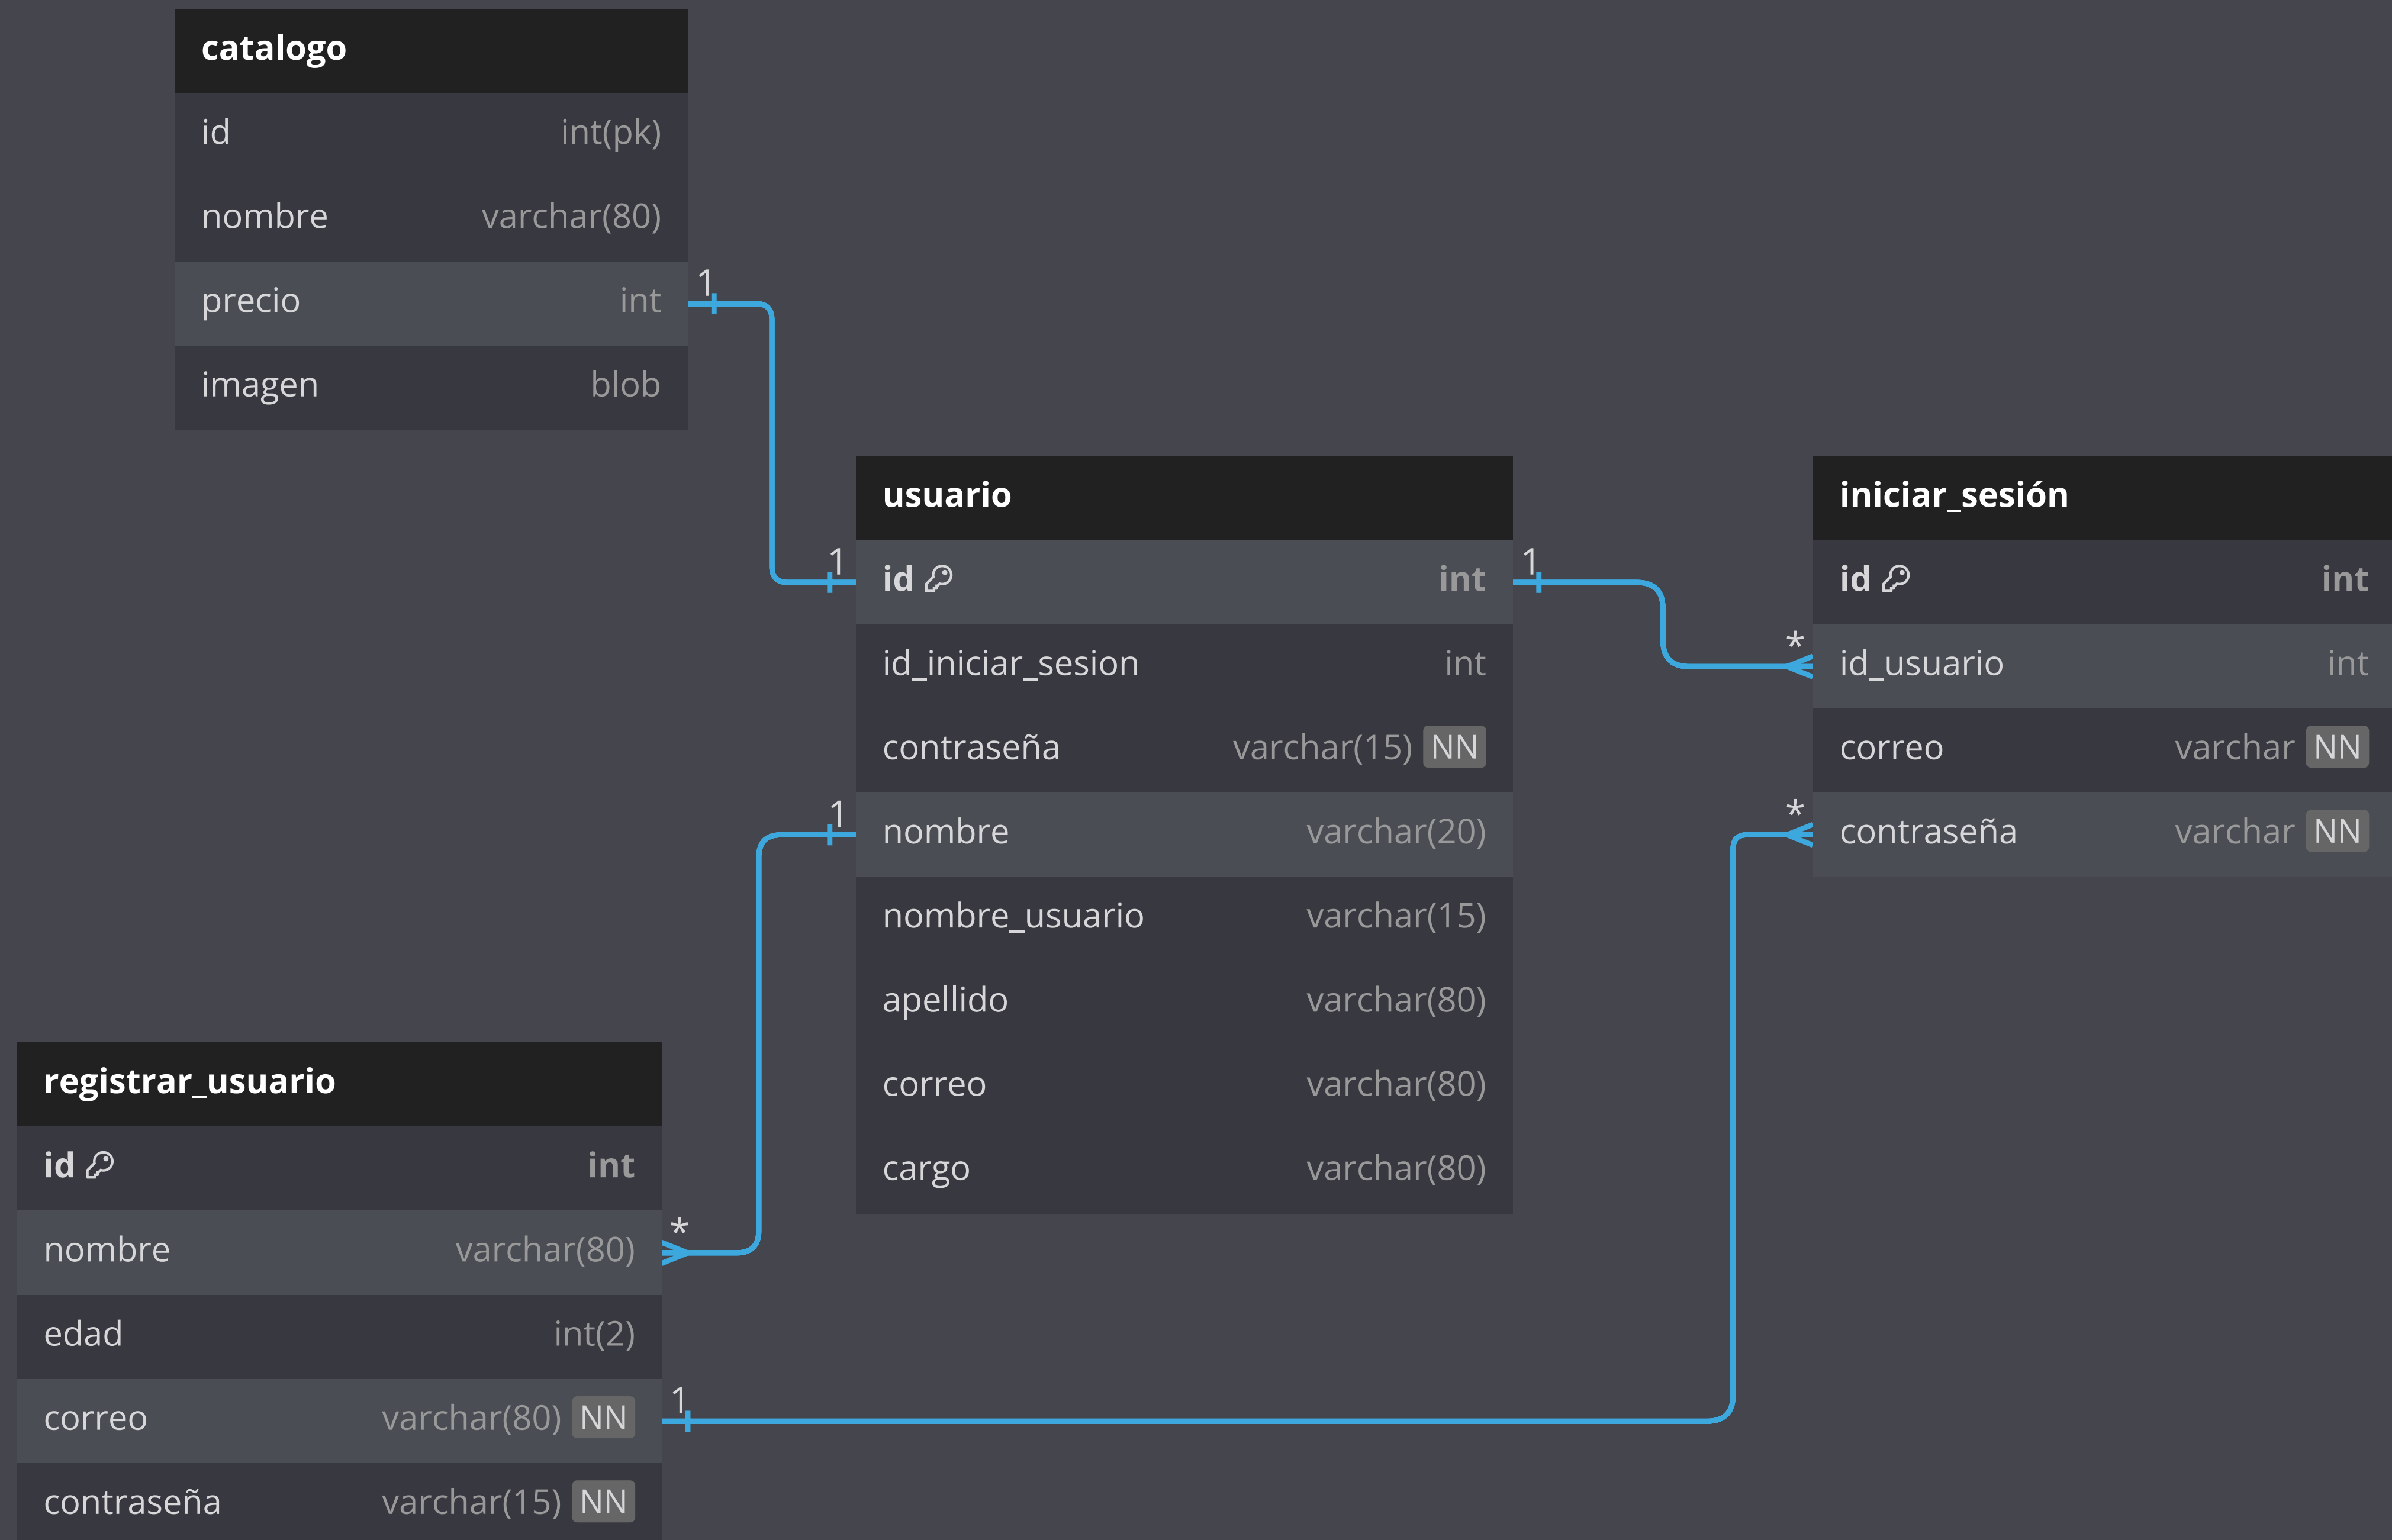 catalogo
id int(pk)
nombre varchar(80)
precio int
imagen blob
1
1
usuario
id int
id_iniciar_sesion int
contraseña varchar(15) NN
nombre varchar(20)
nombre_usuario varchar(15)
apellido varchar(80)
correo varchar(80)
cargo varchar(80)
1
1
*
*
iniciar_sesión
id int
id_usuario int
correo varchar NN
contraseña varchar NN
registrar_usuario
id int
nombre varchar(80)
edad int(2)
correo varchar(80) NN
contraseña varchar(15) NN
*
1